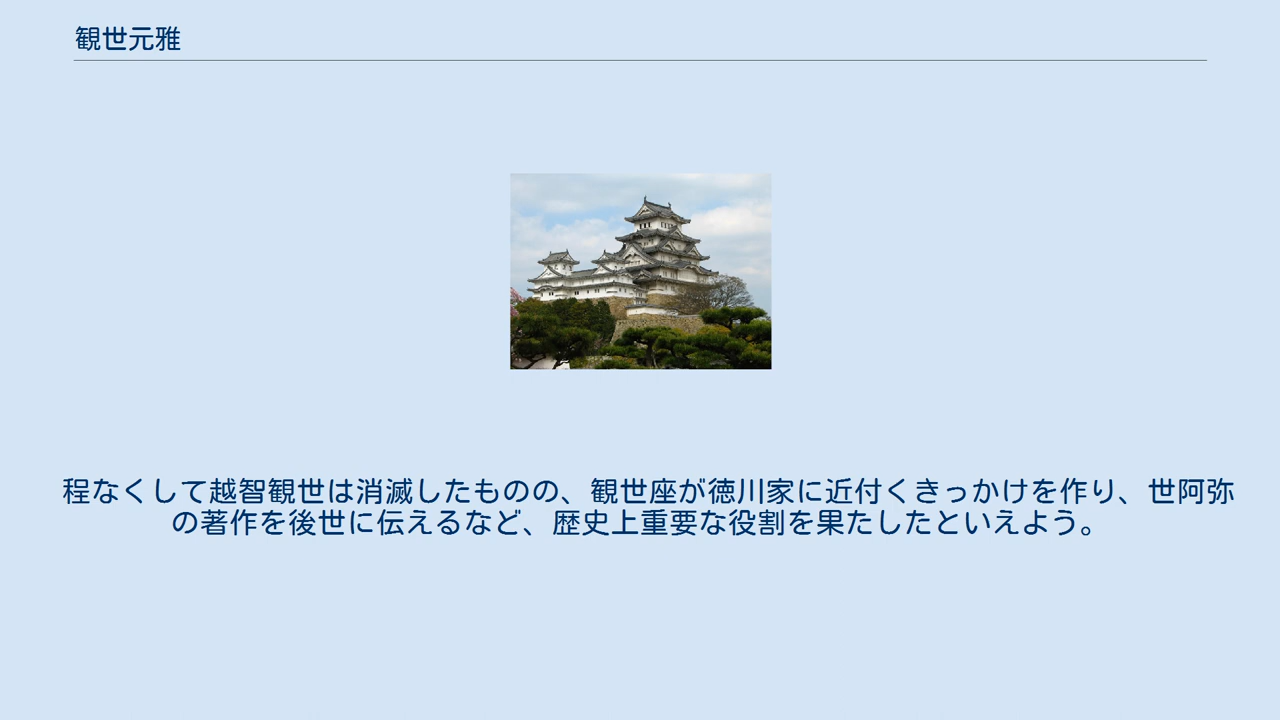 観世元雅
程なくして越智観世は消滅したものの、観世座が徳川家に近付くきっかけを作り、世阿弥
の著作を後世に伝えるなど、歴史上重要な役割を果たしたといえよう。